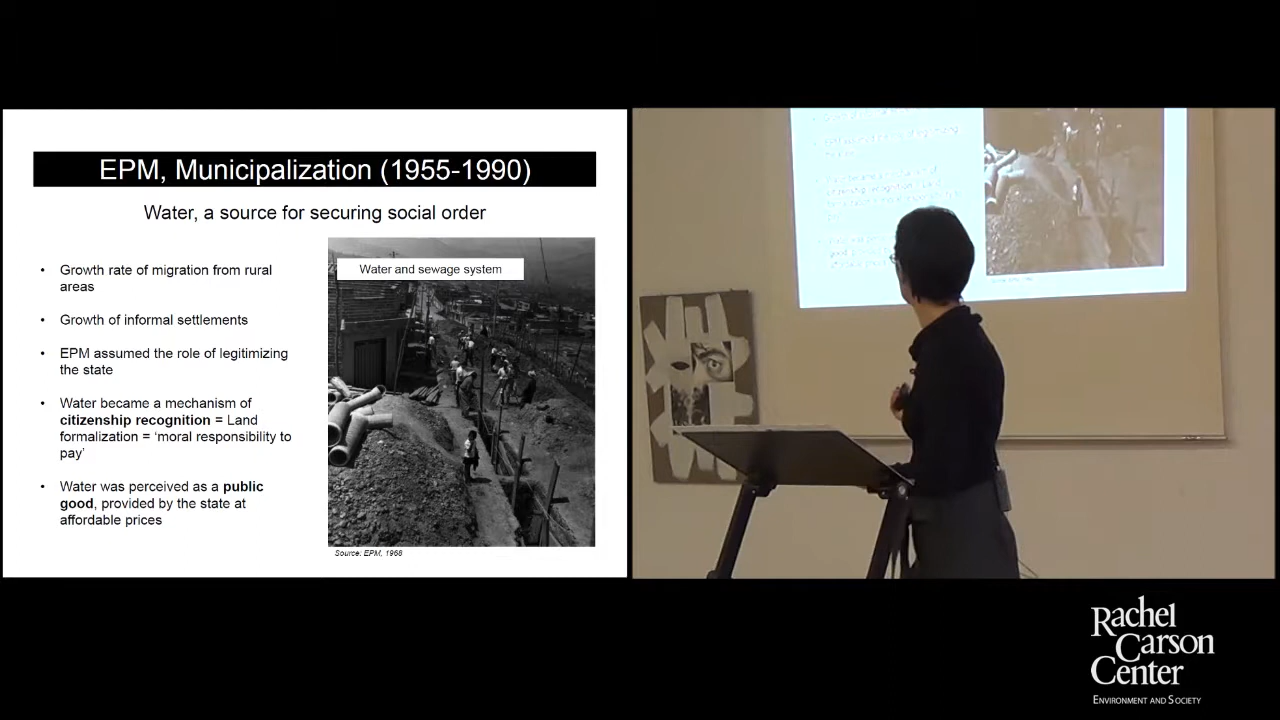 EPM, Municipalization (1955-1990)
Water, a source for securing social order
• Growth rate of migration from rural
areas
• Growth of informal settlements
• EPM assumed the role of legitimizing
the state
• Water became a mechanism of
citizenship recognition = Land
formalization = ‘moral responsibility to
pay’
• Water was perceived as a public
good, provided by the state at
affordable prices
Water and sewage system
Source: EPM, 1968
Rachel
Carson
Center
ENVIRONMENT AND SOCIETY